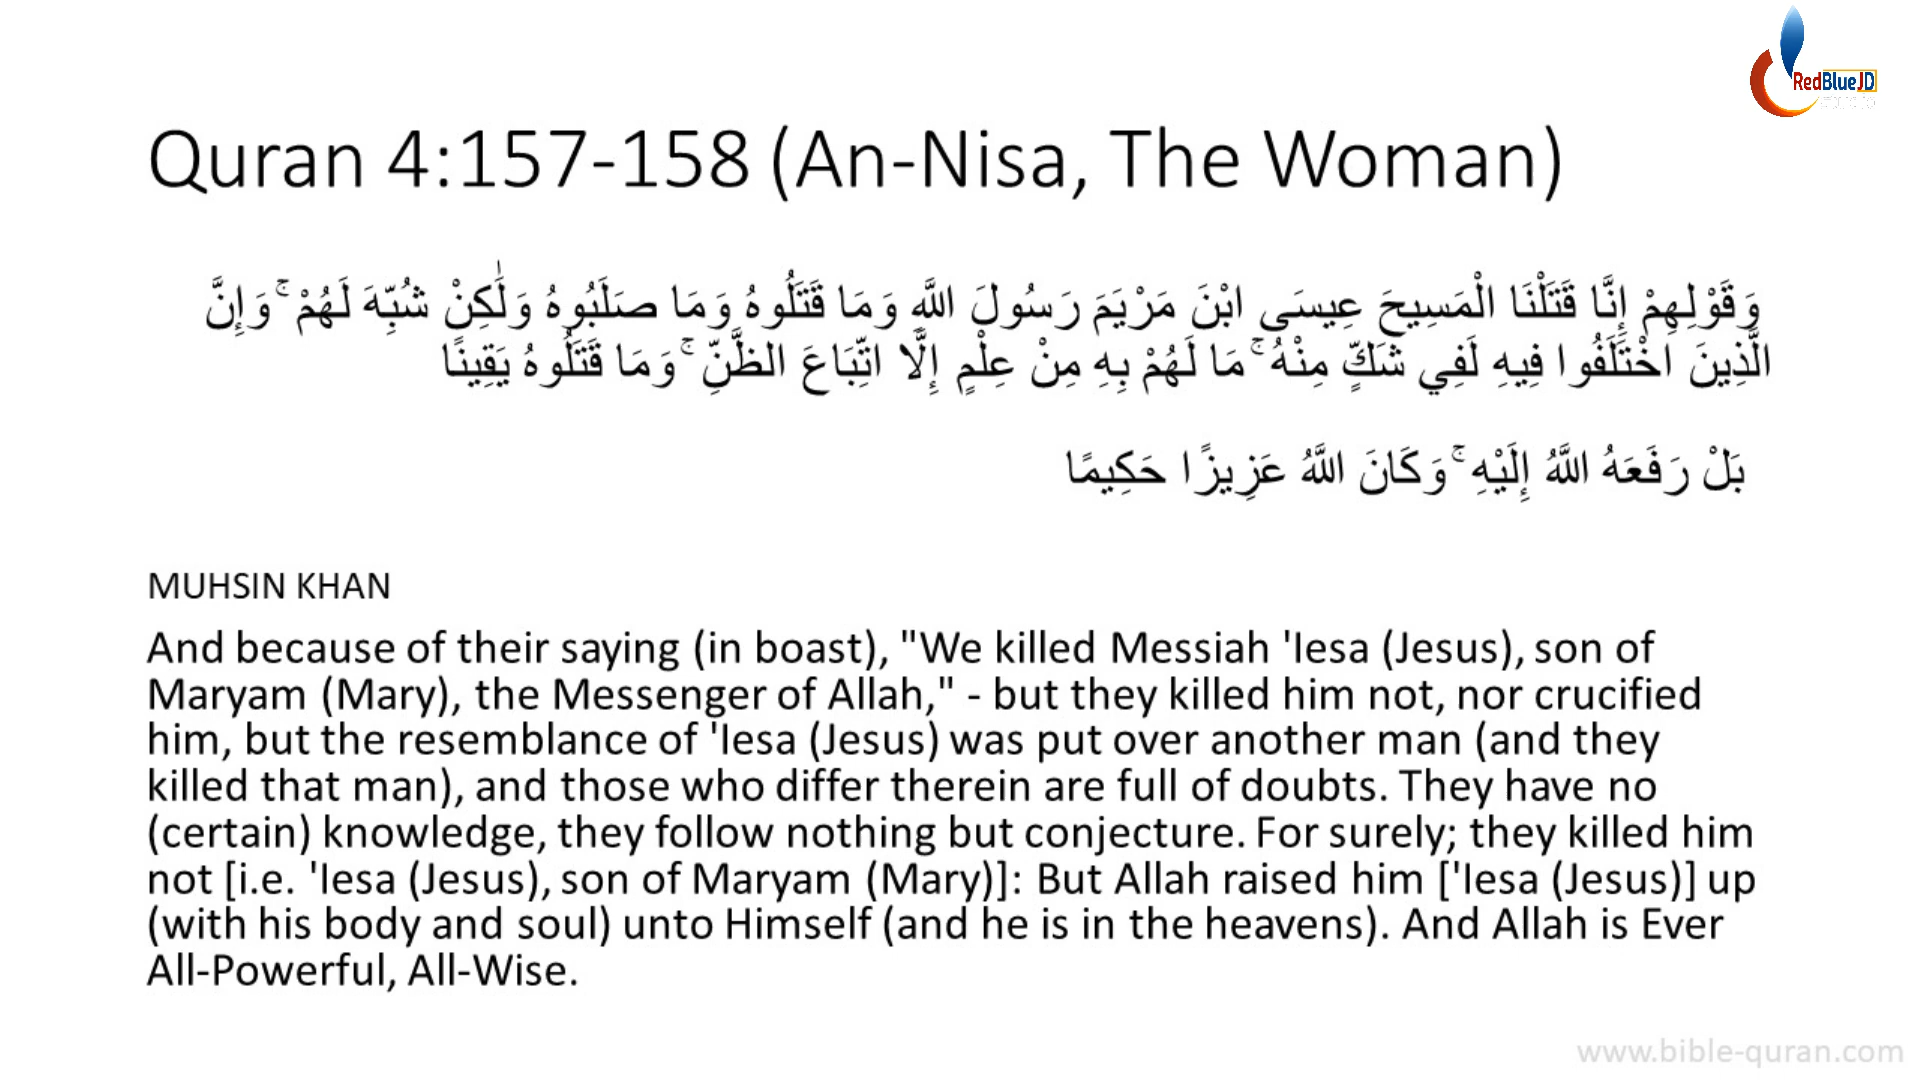 RedBlueJD
Quran 4:157-158 (An-Nisa, The Woman)
وَقَوْلِهِمْ إِنَّا قَتَلْنَا الْمَسِيحَ عِيسَى ابْنَ مَرْيَمَ رَسُولَ اللَّهِ وَمَا قَتَلُوهُ وَمَا صَلَبُوهُ وَلَٰكِنْ شُبِّهَ لَهُمْ ۚ وَإِنَّ
الَّذِينَ اخْتَلَفُوا فِيهِ لَفِي شَكٍّ مِنْهُ ۚ مَا لَهُمْ بِهِ مِنْ عِلْمٍ إِلَّا اتِّبَاعَ الظَّنِّ ۚ وَمَا قَتَلُوهُ يَقِينًا
بَلْ رَفَعَهُ اللَّهُ إِلَيْهِ ۚ وَكَانَ اللَّهُ عَزِيزًا حَكِيمًا
MUHSIN KHAN
And because of their saying (in boast), "We killed Messiah 'Iesa (Jesus), son of
Maryam (Mary), the Messenger of Allah," - but they killed him not, nor crucified
him, but the resemblance of 'Iesa (Jesus) was put over another man (and they
killed that man), and those who differ therein are full of doubts. They have no
(certain) knowledge, they follow nothing but conjecture. For surely; they killed him
not [i.e. 'Iesa (Jesus), son of Maryam (Mary)]: But Allah raised him ['Iesa (Jesus)] up
(with his body and soul) unto Himself (and he is in the heavens). And Allah is Ever
All-Powerful, All-Wise.
www.bible-quran.com